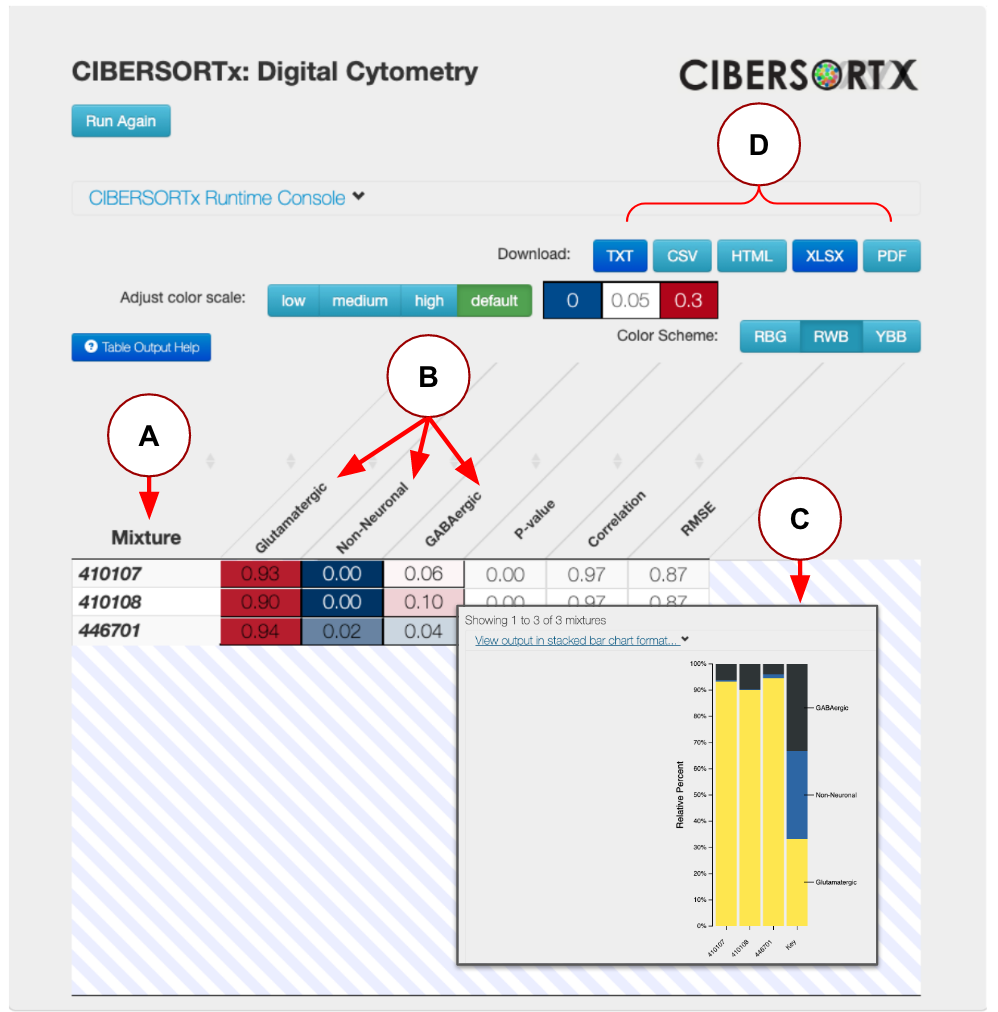 CIBERSORTx: Digital Cytometry
CIBERSORTX
Run Again
D
CIBERSORTx Runtime Console
Download: TXT CSV HTML XLSX PDF
Adjust color scale: low medium high default 0 0.05 0.3
Color Scheme: RBG RWB YBB
? Table Output Help
B
A
C
Mixture Glutamatergic Non-Neuronal GABAergic P-value Correlation RMSE
410107 0.93 0.00 0.06 0.00 0.97 0.87
410108 0.90 0.00 0.10 0.00 0.97 0.87
446701 0.94 0.02 0.04
Showing 1 to 3 of 3 mixtures
View output in stacked bar chart format...
100%
90%
GABAergic
80%
70%
60%
Relative Percent
50%
Non-Neuronal
40%
30%
20%
Glutamatergic
10%
0%
410107 410108 446701 Key